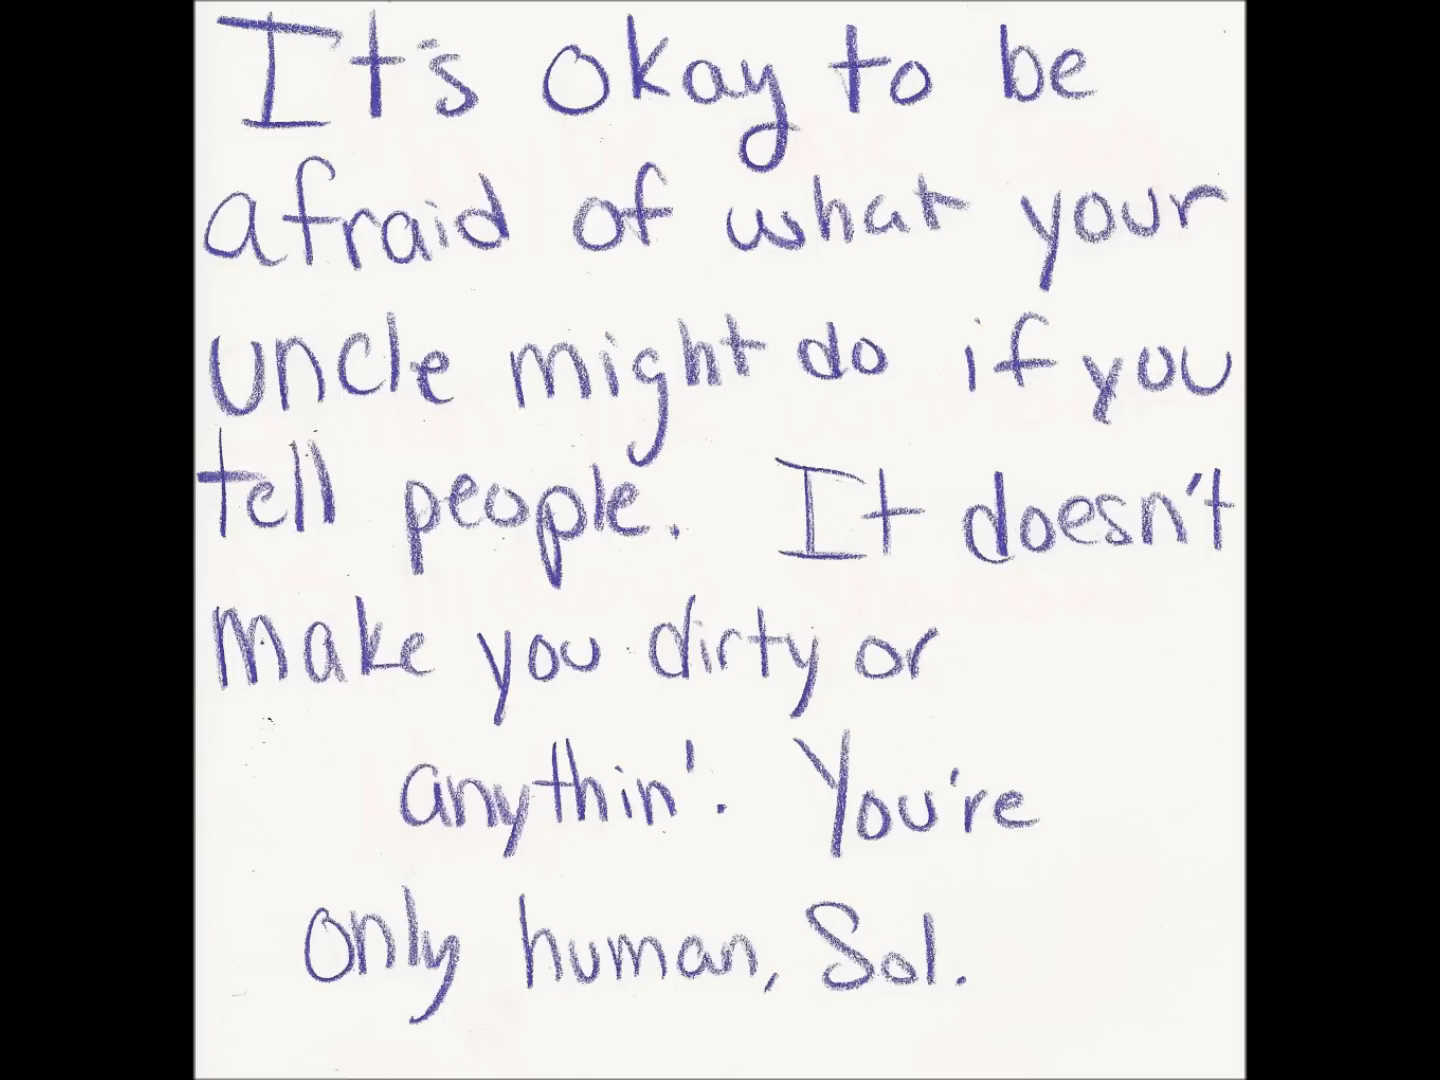 It's okay to be
afraid of what your
uncle might do if you
tell people. It doesn't
make you dirty or
anythin'. You're
only human, Sol.